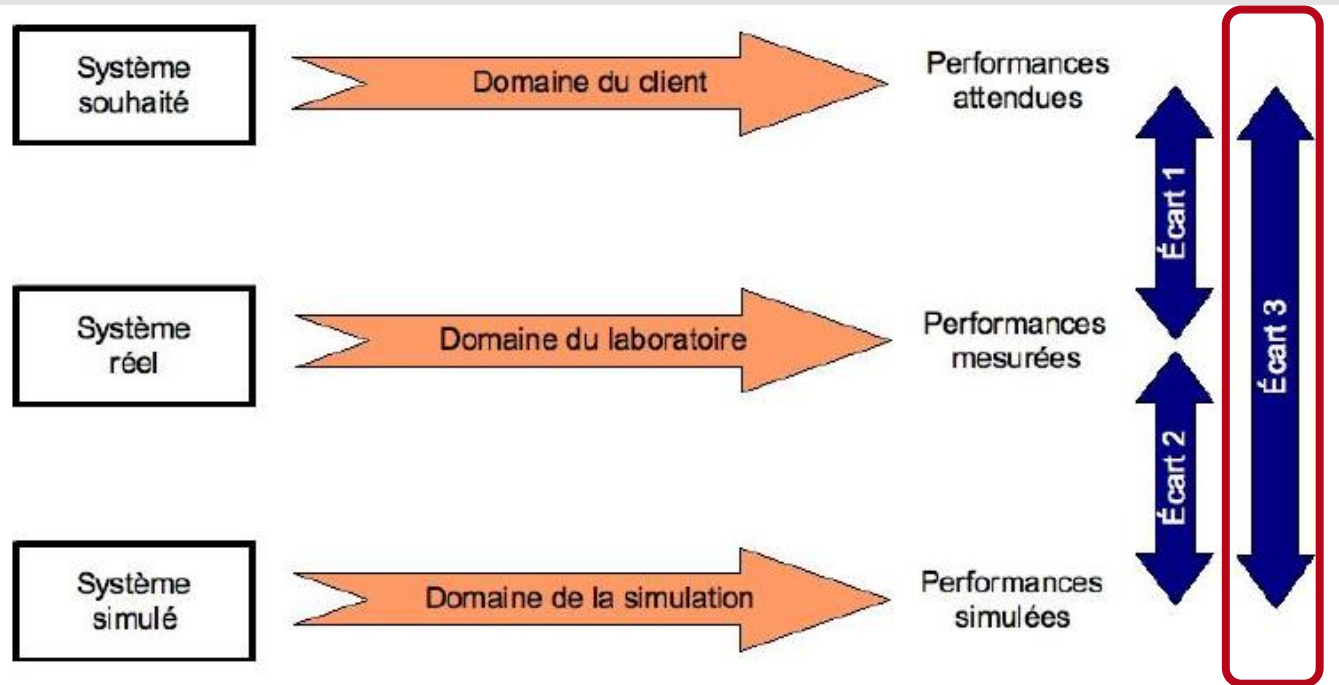 Système
souhaité
Domaine du client
Performances
attendues
Écart 1
Écart 3
Système
réel
Domaine du laboratoire
Performances
mesurées
Écart 2
Système
simulé
Domaine de la simulation
Performances
simulées